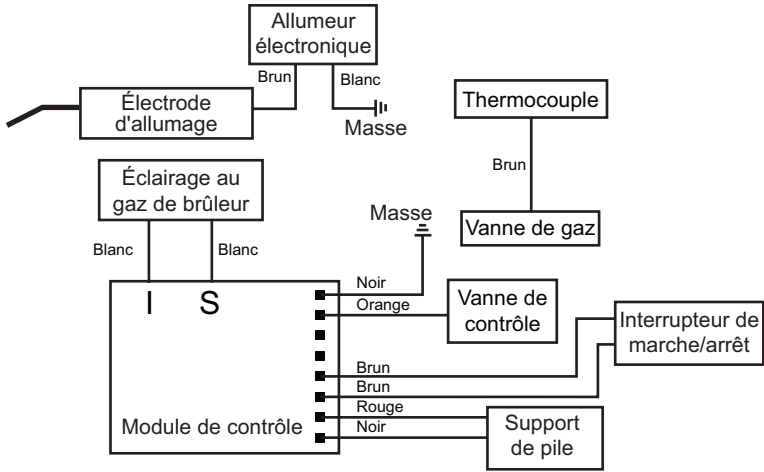 Allumeur
électronique
Brun
Blanc
Électrode
d'allumage
Masse
Thermocouple
Brun
Vanne de gaz
Éclairage au
gaz de brûleur
Blanc
Blanc
Masse
I
S
Noir
Orange
Vanne de
contrôle
Interrupteur de
marche/arrêt
Brun
Brun
Rouge
Noir
Support
de pile
Module de contrôle